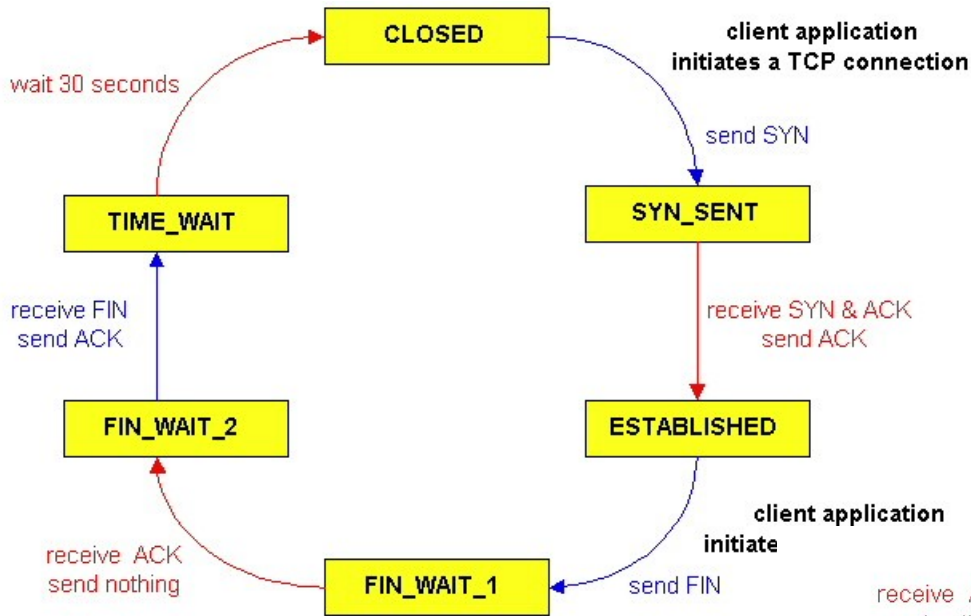 CLOSED
client application
initiates a TCP connection
wait 30 seconds
send SYN
TIME_WAIT
SYN_SENT
receive FIN
send ACK
receive SYN & ACK
send ACK
FIN_WAIT_2
ESTABLISHED
client application
initiate
receive ACK
send nothing
FIN_WAIT_1
send FIN
receive